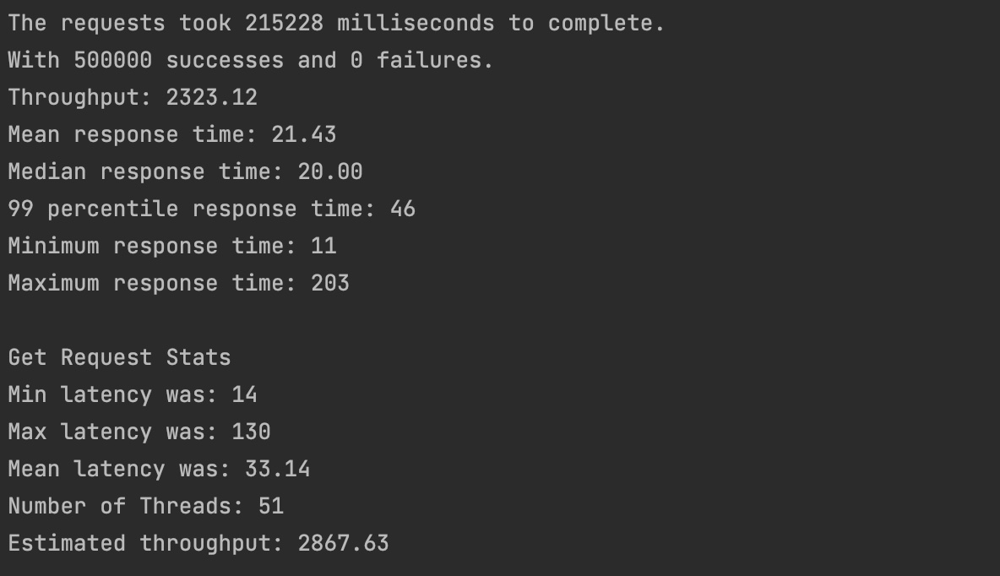 The requests took 215228 milliseconds to complete.
With 500000 successes and 0 failures.
Throughput: 2323.12
Mean response time: 21.43
Median response time: 20.00
99 percentile response time: 46
Minimum response time: 11
Maximum response time: 203
Get Request Stats
Min latency was: 14
Max latency was: 130
Mean latency was: 33.14
Number of Threads: 51
Estimated throughput: 2867.63